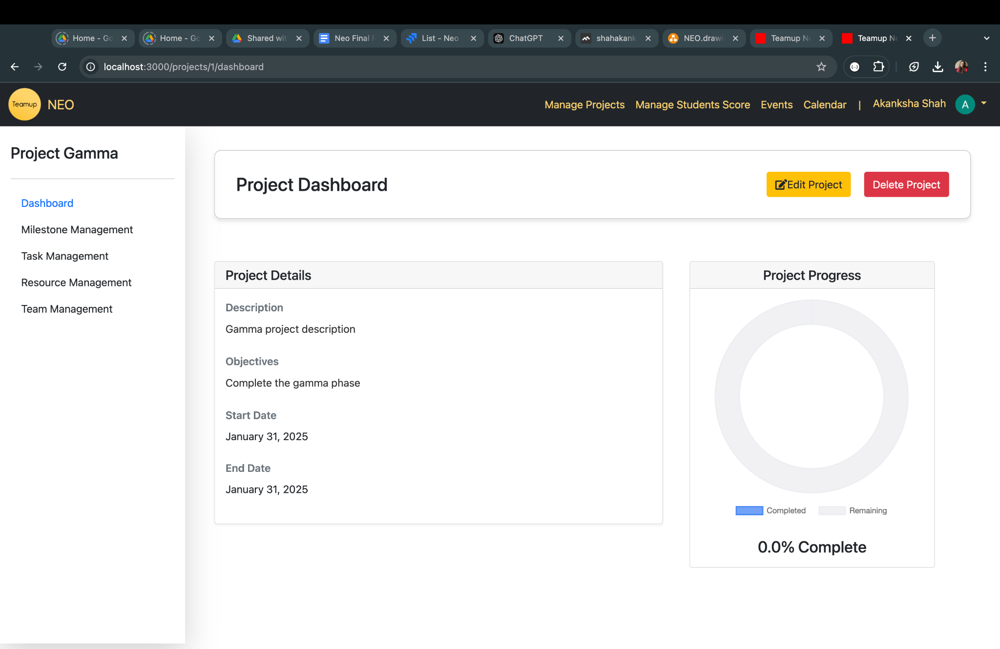 Home - Go
Home - Go
Shared wit
Neo Final
List - Neo
ChatGPT
shahakank
NEO.draw
Teamup N
Teamup N
localhost:3000/projects/1/dashboard
Teamup
NEO
Manage Projects
Manage Students Score
Events
Calendar
|
Akanksha Shah
A
Project Gamma
Dashboard
Milestone Management
Task Management
Resource Management
Team Management
Project Dashboard
Edit Project
Delete Project
Project Details
Description
Gamma project description
Objectives
Complete the gamma phase
Start Date
January 31, 2025
End Date
January 31, 2025
Project Progress
Completed
Remaining
0.0% Complete